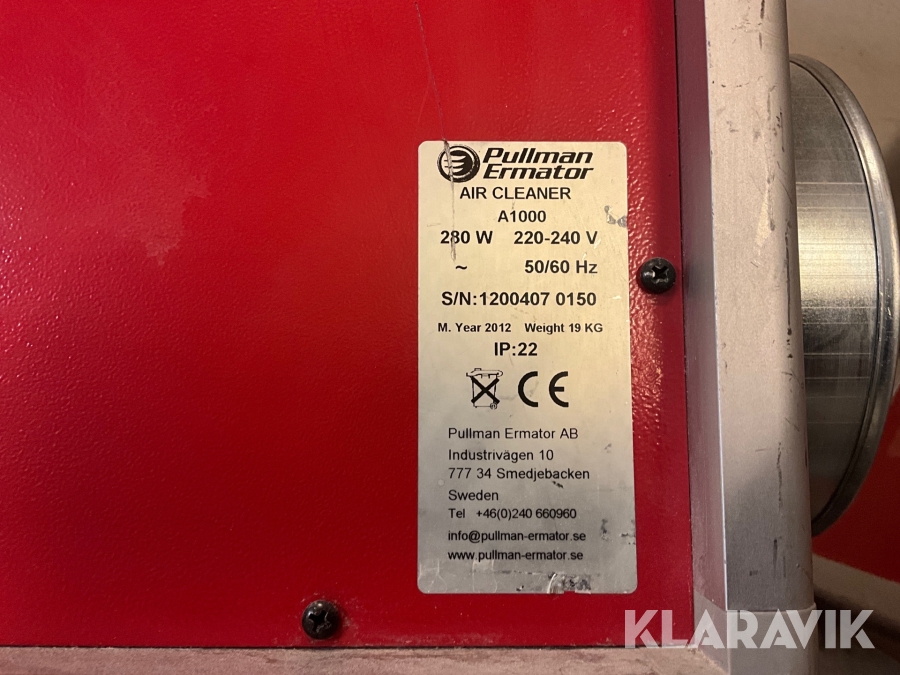 Pullman
Ermator
AIR CLEANER
A1000
280 W 220-240 V
~ 50/60 Hz
S/N:1200407 0150
M. Year 2012 Weight 19 KG
IP:22
CE
Pullman Ermator AB
Industrivägen 10
777 34 Smedjebacken
Sweden
Tel +46(0)240 660960
info@pullman-ermator.se
www.pullman-ermator.se
KLARAVIK